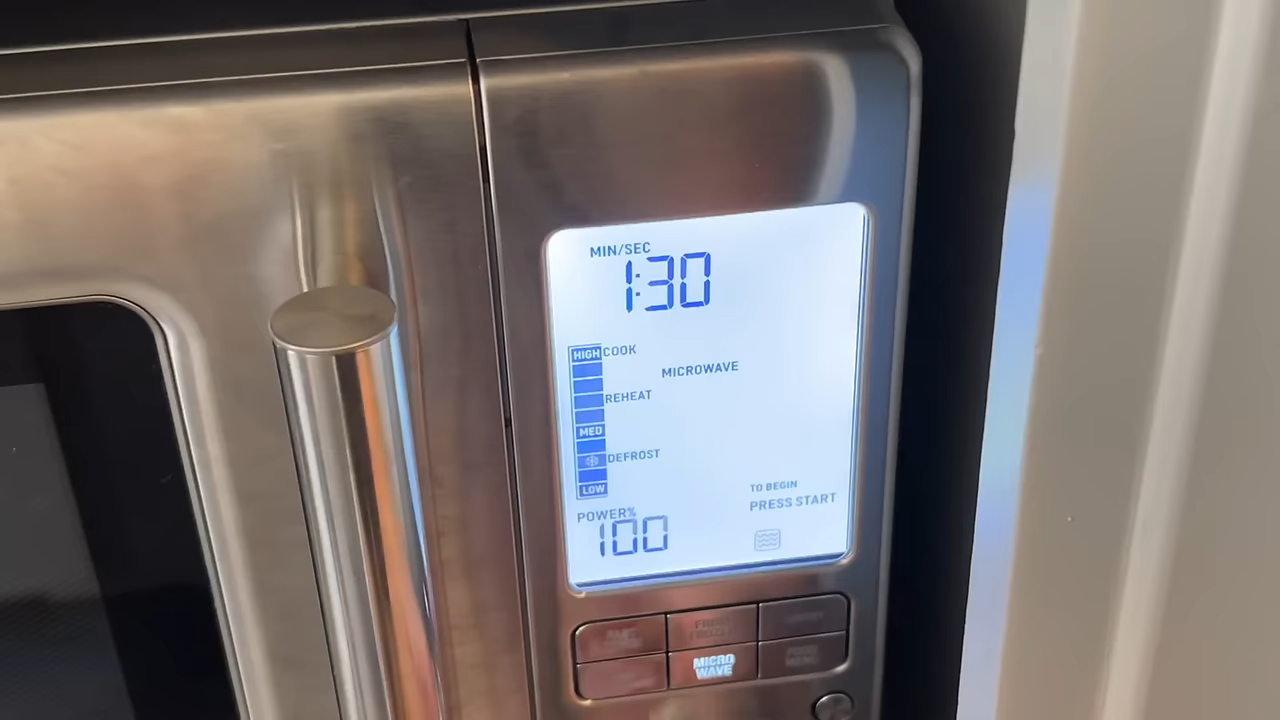 MIN/SEC
1:30
HIGH COOK
MICROWAVE
REHEAT
MED
DEFROST
LOW
TO BEGIN
PRESS START
POWER%
100
MICRO
WAVE